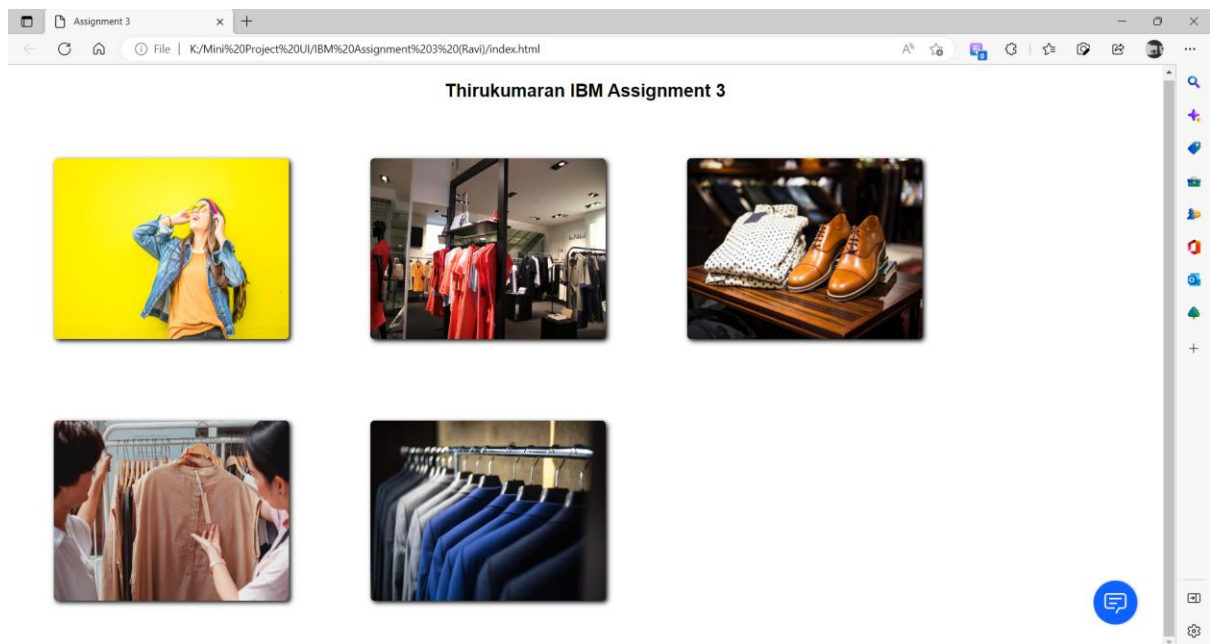 Assignment 3
File | K:/Mini%20Project%20UI/IBM%20Assignment%203%20(Ravi)/index.html
Thirukumaran IBM Assignment 3